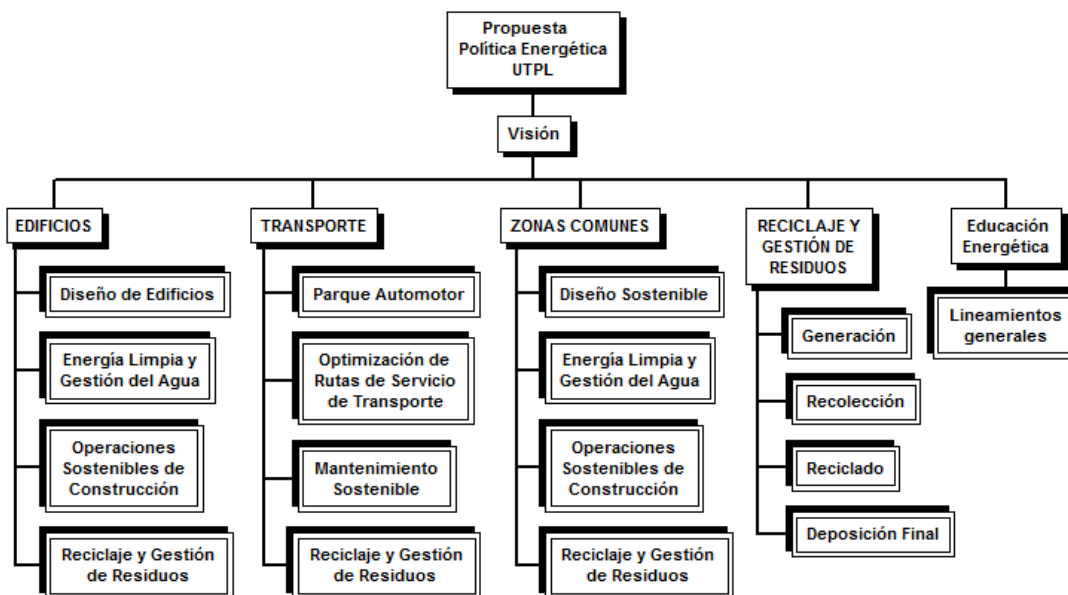 Propuesta
Política Energética
UTPL
Visión
EDIFICIOS
Diseño de Edificios
Energía Limpia y
Gestión del Agua
Operaciones
Sostenibles de
Construcción
Reciclaje y Gestión
de Residuos
TRANSPORTE
Parque Automotor
Optimización de
Rutas de Servicio
de Transporte
Mantenimiento
Sostenible
Reciclaje y Gestión
de Residuos
ZONAS COMUNES
Diseño Sostenible
Energía Limpia y
Gestión del Agua
Operaciones
Sostenibles de
Construcción
Reciclaje y Gestión
de Residuos
RECICLAJE Y
GESTIÓN DE
RESIDUOS
Generación
Recolección
Reciclado
Deposición Final
Educación
Energética
Lineamientos
generales